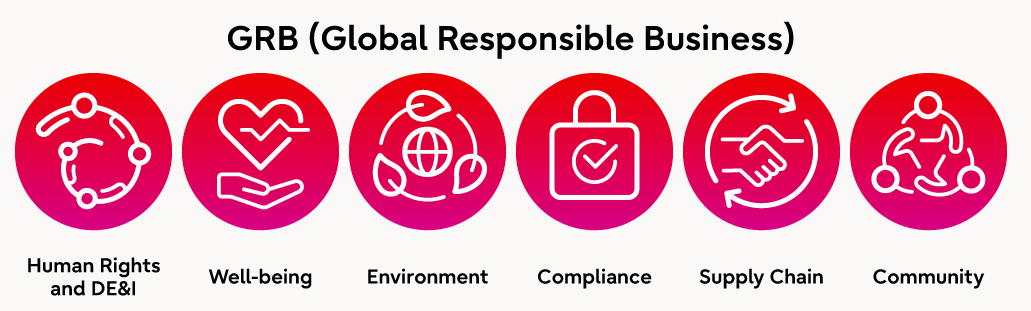 GRB (Global Responsible Business)
Human Rights
and DE&I
Well-being
Environment
Compliance
Supply Chain
Community